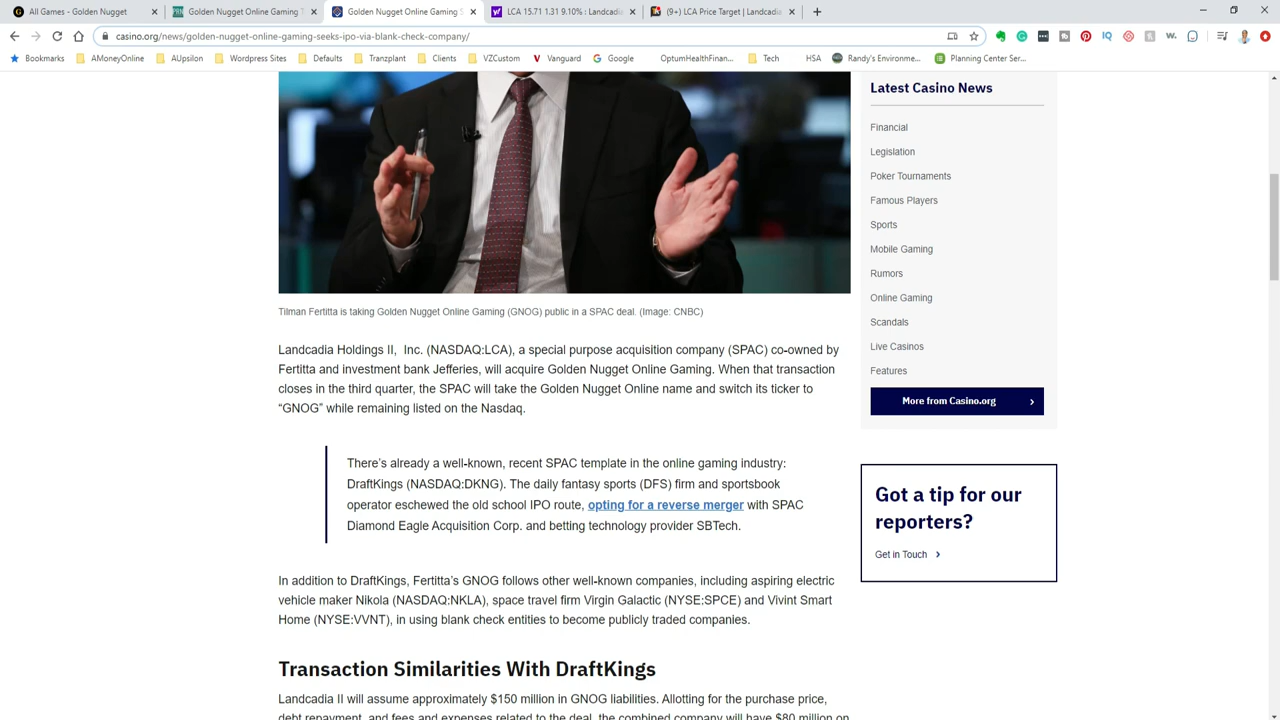 All Games - Golden Nugget
Golden Nugget Online Gaming T
Golden Nugget Online Gaming S
LCA 15.71 1.31 9.10% : Landcadi
(9+) LCA Price Target | Landcadi
casino.org/news/golden-nugget-online-gaming-seeks-ipo-via-blank-check-company/
Bookmarks AMoneyOnline AUpsilon Wordpress Sites Defaults Tranzplant Clients VZCustom Vanguard Google OptumHealthFinan... Tech HSA Randy's Environme... Planning Center Ser...
Tilman Fertitta is taking Golden Nugget Online Gaming (GNOG) public in a SPAC deal. (Image: CNBC)
Landcadia Holdings II, Inc. (NASDAQ:LCA), a special purpose acquisition company (SPAC) co-owned by
Fertitta and investment bank Jefferies, will acquire Golden Nugget Online Gaming. When that transaction
closes in the third quarter, the SPAC will take the Golden Nugget Online name and switch its ticker to
“GNOG” while remaining listed on the Nasdaq.
There’s already a well-known, recent SPAC template in the online gaming industry:
DraftKings (NASDAQ:DKNG). The daily fantasy sports (DFS) firm and sportsbook
operator eschewed the old school IPO route, opting for a reverse merger with SPAC
Diamond Eagle Acquisition Corp. and betting technology provider SBTech.
In addition to DraftKings, Fertitta’s GNOG follows other well-known companies, including aspiring electric
vehicle maker Nikola (NASDAQ:NKLA), space travel firm Virgin Galactic (NYSE:SPCE) and Vivint Smart
Home (NYSE:VVNT), in using blank check entities to become publicly traded companies.
Transaction Similarities With DraftKings
Landcadia II will assume approximately $150 million in GNOG liabilities. Allotting for the purchase price,
debt repayment, and fees and expenses related to the deal, the combined company will have $80 million on
Latest Casino News
Financial
Legislation
Poker Tournaments
Famous Players
Sports
Mobile Gaming
Rumors
Online Gaming
Scandals
Live Casinos
Features
More from Casino.org
Got a tip for our
reporters?
Get in Touch